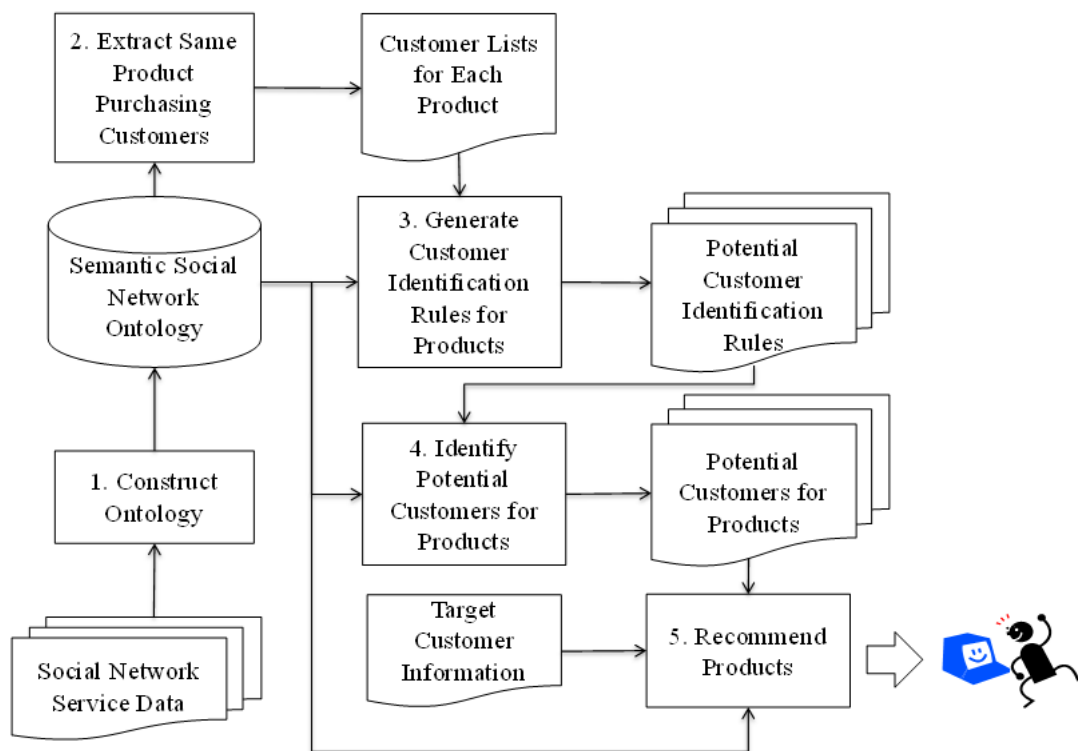 2. Extract Same
Product
Purchasing
Customers
Customer Lists
for Each
Product
Semantic Social
Network
Ontology
3. Generate
Customer
Identification
Rules for
Products
Potential
Customer
Identification
Rules
1. Construct
Ontology
4. Identify
Potential
Customers for
Products
Potential
Customers for
Products
Social Network
Service Data
Target
Customer
Information
5. Recommend
Products